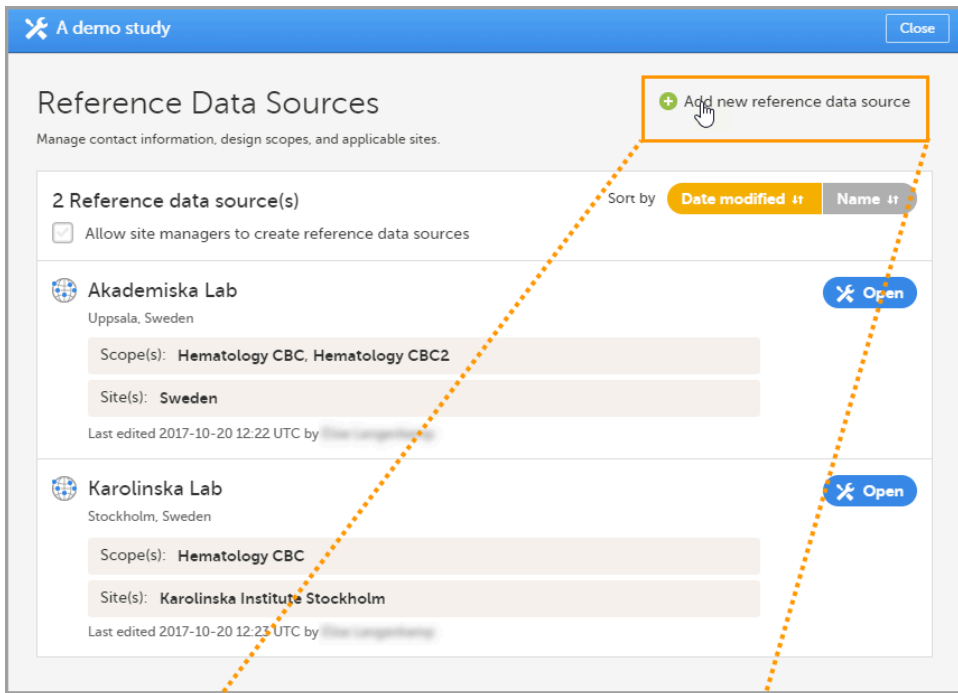 A demo study
Close
Reference Data Sources
Add new reference data source
Manage contact information, design scopes, and applicable sites.
2 Reference data source(s)
Sort by Date modified Name
Allow site managers to create reference data sources
Akademiska Lab
Open
Uppsala, Sweden
Scope(s): Hematology CBC, Hematology CBC2
Site(s): Sweden
Last edited 2017-10-20 12:22 UTC by
Karolinska Lab
Open
Stockholm, Sweden
Scope(s): Hematology CBC
Site(s): Karolinska Institute Stockholm
Last edited 2017-10-20 12:23 UTC by